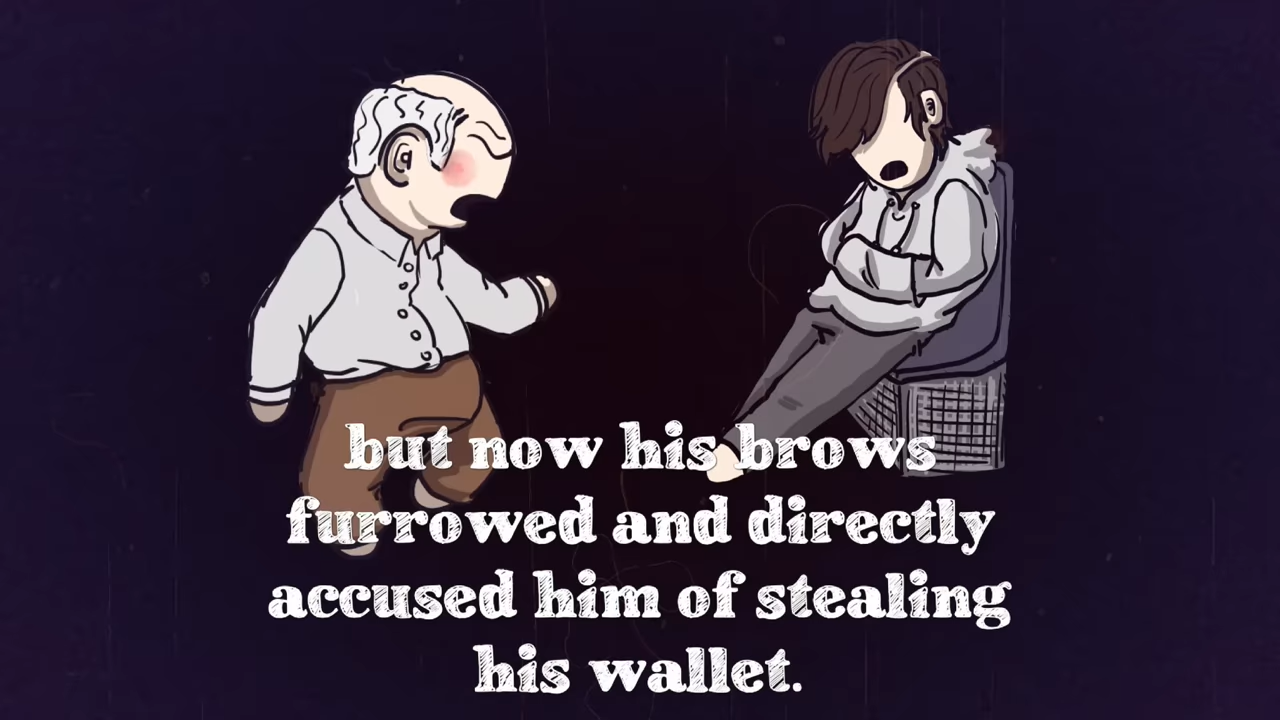 but now his brows
furrowed and directly
accused him of stealing
his wallet.